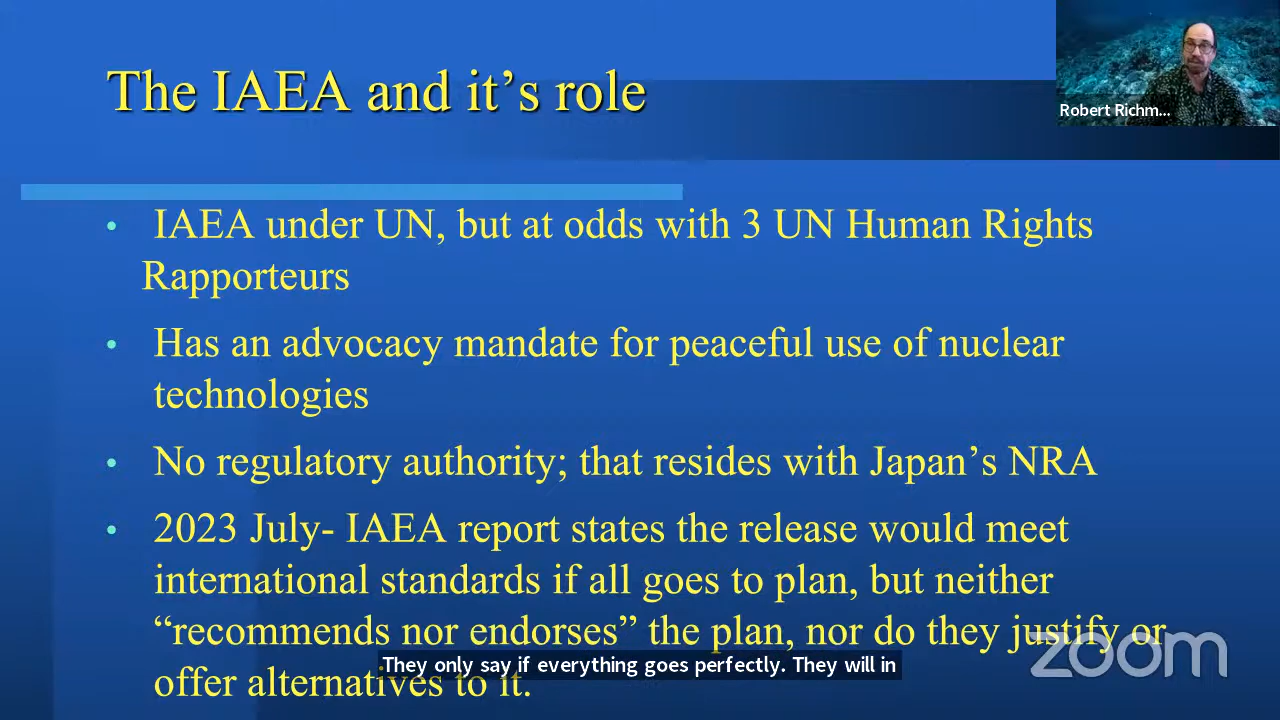 The IAEA and it's role
Robert Richm...
• IAEA under UN, but at odds with 3 UN Human Rights
Rapporteurs
• Has an advocacy mandate for peaceful use of nuclear
technologies
• No regulatory authority; that resides with Japan's NRA
• 2023 July- IAEA report states the release would meet
international standards if all goes to plan, but neither
“recommends nor endorses” the plan, nor do they justify or
offer alternatives to it.
They only say if everything goes perfectly. They will in
zoom